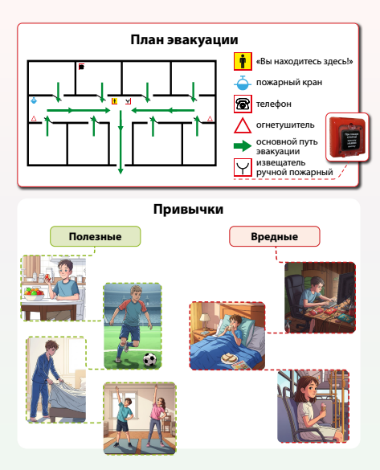 План эвакуации
«Вы находитесь здесь!»
пожарный кран
телефон
огнетушитель
основной путь
эвакуации
извещатель
ручной пожарный
Привычки
Полезные
Вредные